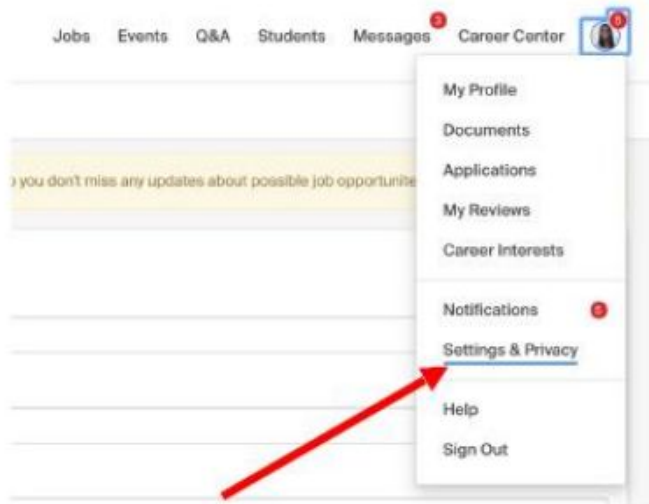 Jobs Events Q&A Students Messages 3 Career Center 5
My Profile
Documents
you don't miss any updates about possible job opportunite
Applications
My Reviews
Career Interests
Notifications 5
Settings & Privacy
Help
Sign Out